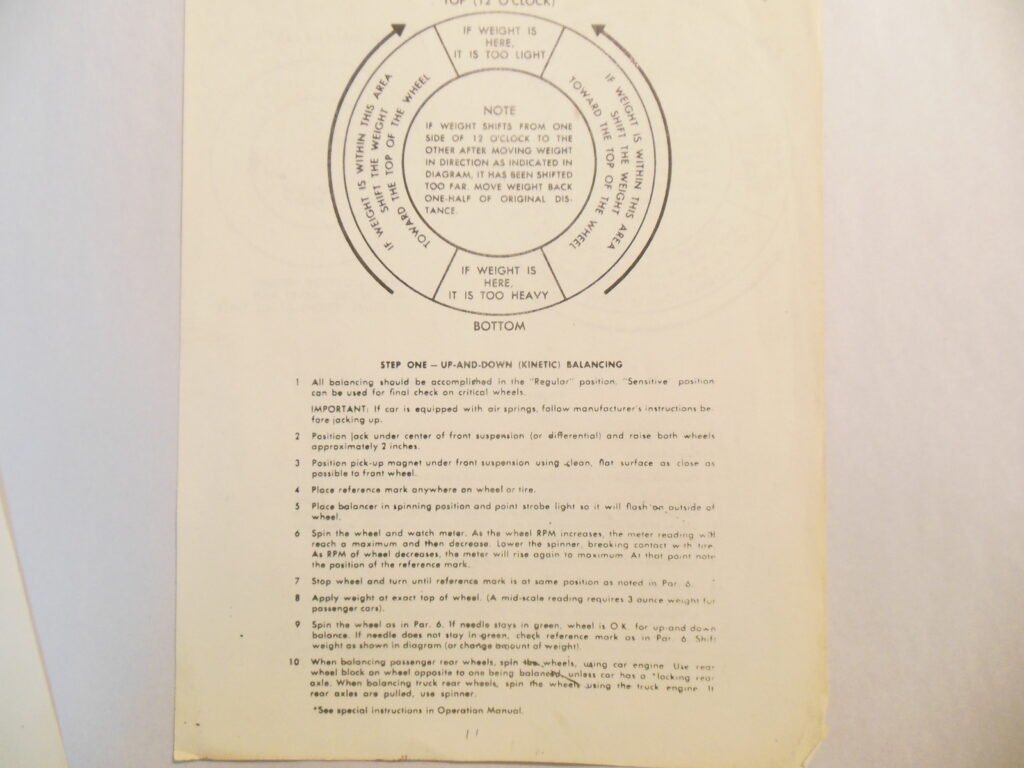 TOP (12 O'CLOCK)
IF WEIGHT IS
HERE,
IT IS TOO LIGHT
IF WEIGHT IS WITHIN THIS AREA
SHIFT THE WEIGHT
TOWARD THE TOP OF THE WHEEL
IF WEIGHT IS WITHIN THIS AREA
SHIFT THE WEIGHT
TOWARD THE TOP OF THE WHEEL
NOTE
IF WEIGHT SHIFTS FROM ONE
SIDE OF 12 O'CLOCK TO THE
OTHER AFTER MOVING WEIGHT
IN DIRECTION AS INDICATED IN
DIAGRAM, IT HAS BEEN SHIFTED
TOO FAR. MOVE WEIGHT BACK
ONE-HALF OF ORIGINAL DIS-
TANCE.
IF WEIGHT IS
HERE,
IT IS TOO HEAVY
BOTTOM
STEP ONE — UP-AND-DOWN (KINETIC) BALANCING
1 All balancing should be accomplished in the "Regular" position, "Sensitive position
can be used for final check on critical wheels.
IMPORTANT: If car is equipped with air springs, follow manufacturer's instructions be-
fore jacking up.
2 Position jack under center of front suspension (or differential) and raise both wheels
approximately 2 inches.
3 Position pick-up magnet under front suspension using clean, flat surface as close as
possible to front wheel.
4 Place reference mark anywhere on wheel or tire.
5 Place balancer in spinning position and point strobe light so it will flash on outside of
wheel.
6 Spin the wheel and watch meter. As the wheel RPM increases, the meter reading will
reach a maximum and then decrease. Lower the spinner, breaking contact with tire.
As RPM of wheel decreases, the meter will rise again to maximum. At that point note
the position of the reference mark.
7 Stop wheel and turn until reference mark is at same position as noted in Par. 6.
8 Apply weight at exact top of wheel. (A mid-scale reading requires 3 ounce weight for
passenger cars).
9 Spin the wheel as in Par. 6. If needle stays in green, wheel is O.K. for up-and down
balance. If needle does not stay in green, check reference mark as in Par. 6. Shift
weight as shown in diagram (or change amount of weight).
10 When balancing passenger rear wheels, spin the wheels, using car engine. Use rear
wheel block on wheel opposite to one being balanced, unless car has a *locking rear
axle. When balancing truck rear wheels, spin the wheels using the truck engine. If
rear axles are pulled, use spinner.
*See special instructions in Operation Manual.
11